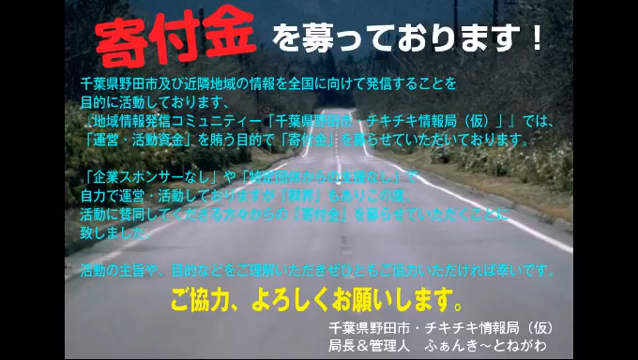 寄付金 を募っております！
千葉県野田市及び近隣地域の情報を全国に向けて発信することを
目的に活動しております、
「地域情報発信コミュニティー「千葉県野田市・チキチキ情報局（仮）」」では、
「運営・活動資金」を賄う目的で「寄付金」を募らせていただいております。
「企業スポンサーなし」や「特定団体からの支援なし」で
自力で運営・活動しておりますが「限界」もありこの度、
活動に賛同してくださる方々からの「寄付金」を募らせていただくことに
致しました。
活動の主旨や、目的などをご理解いただきぜひともご協力いただければ幸いです。
ご協力、よろしくお願いします。
千葉県野田市・チキチキ情報局（仮）
局長＆管理人　ふぁんき～とねがわ